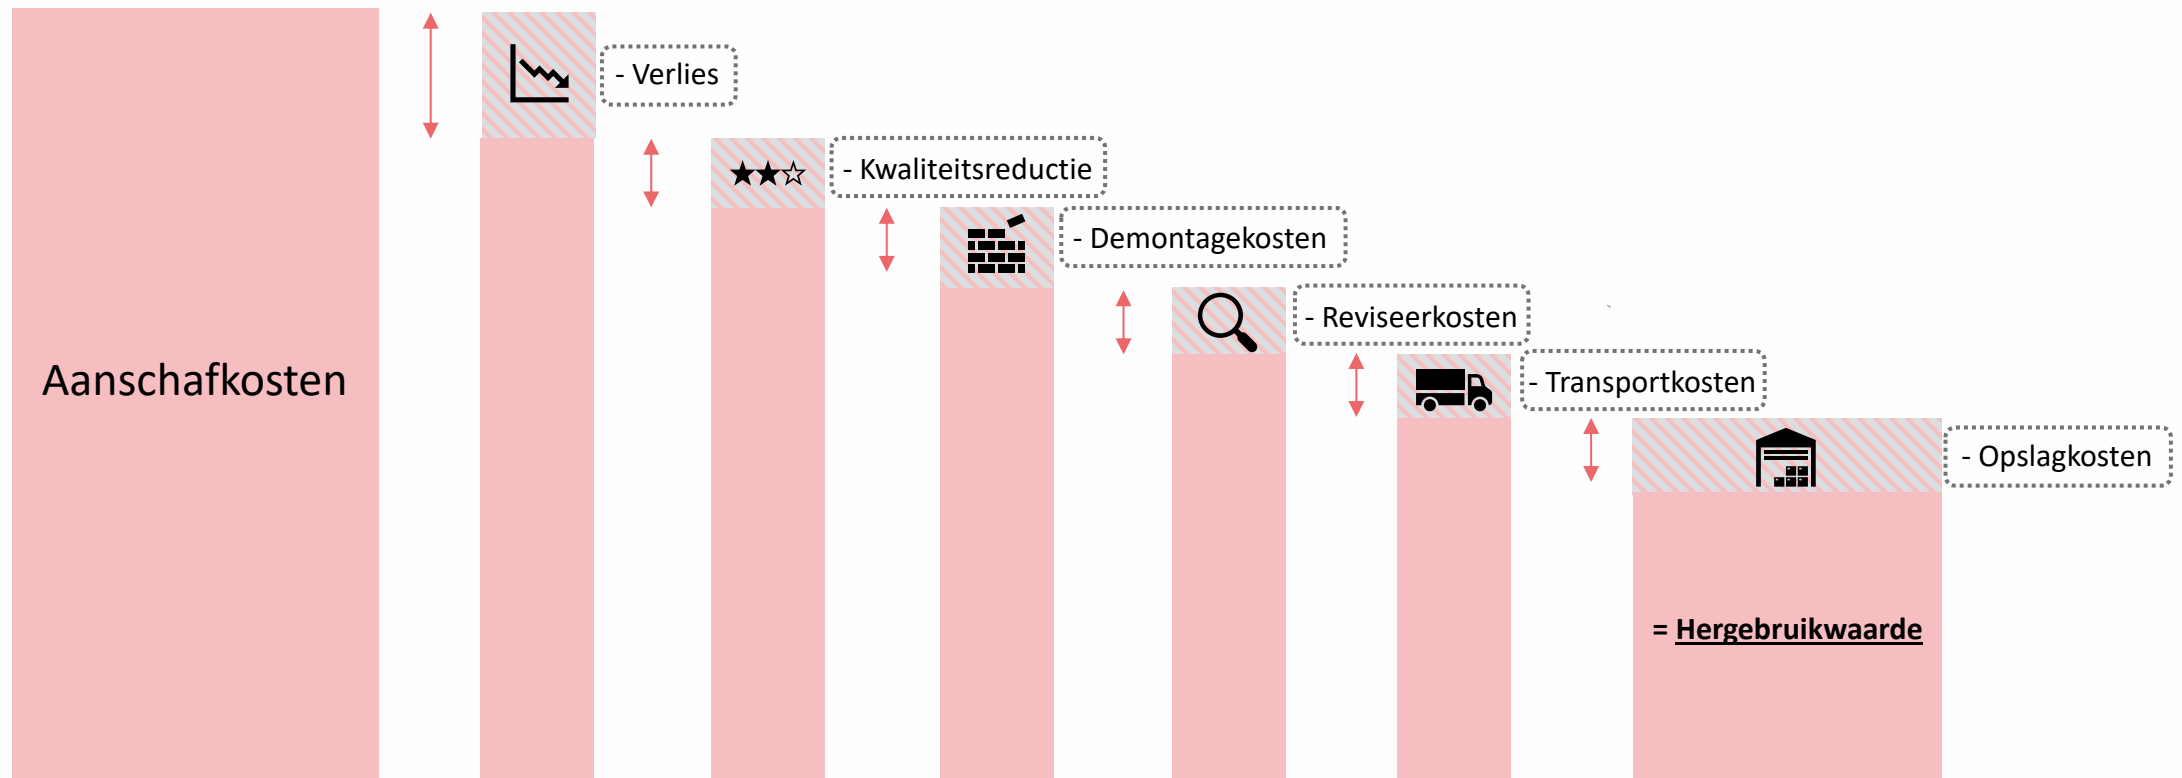 Aanschafkosten
- Verlies
- Kwaliteitsreductie
- Demontagekosten
- Reviseerkosten
- Transportkosten
- Opslagkosten
= Hergebruikwaarde